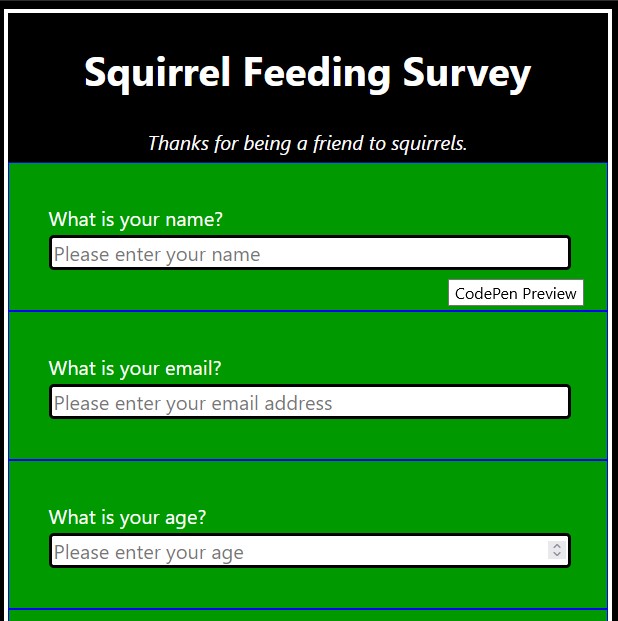 Squirrel Feeding Survey
Thanks for being a friend to squirrels.
What is your name?
Please enter your name
CodePen Preview
What is your email?
Please enter your email address
What is your age?
Please enter your age